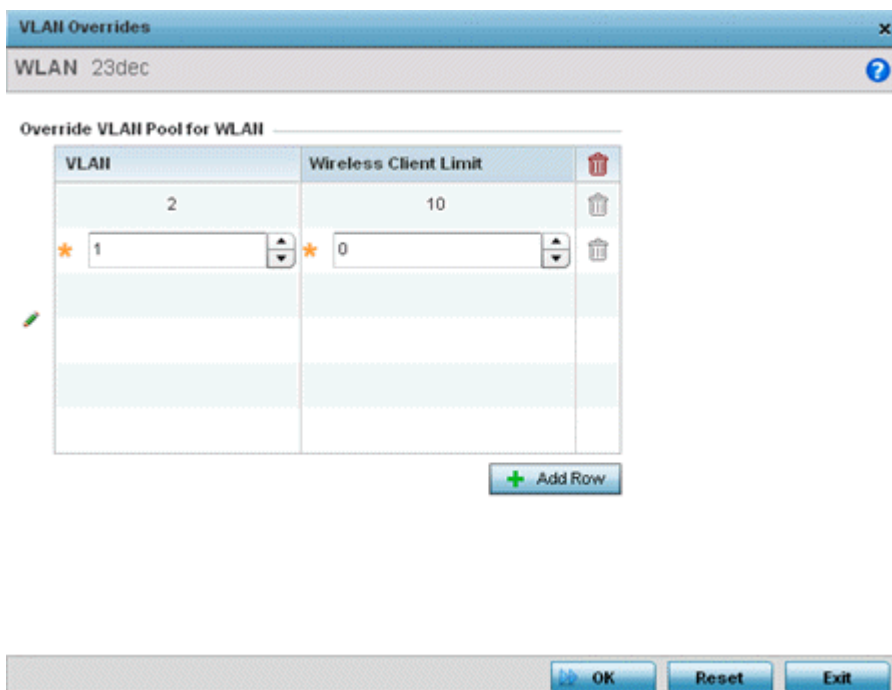 VLAN Overrides
WLAN 23dec
Override VLAN Pool for WLAN
VLAN Wireless Client Limit
2 10
* 1 * 0
+ Add Row
OK Reset Exit